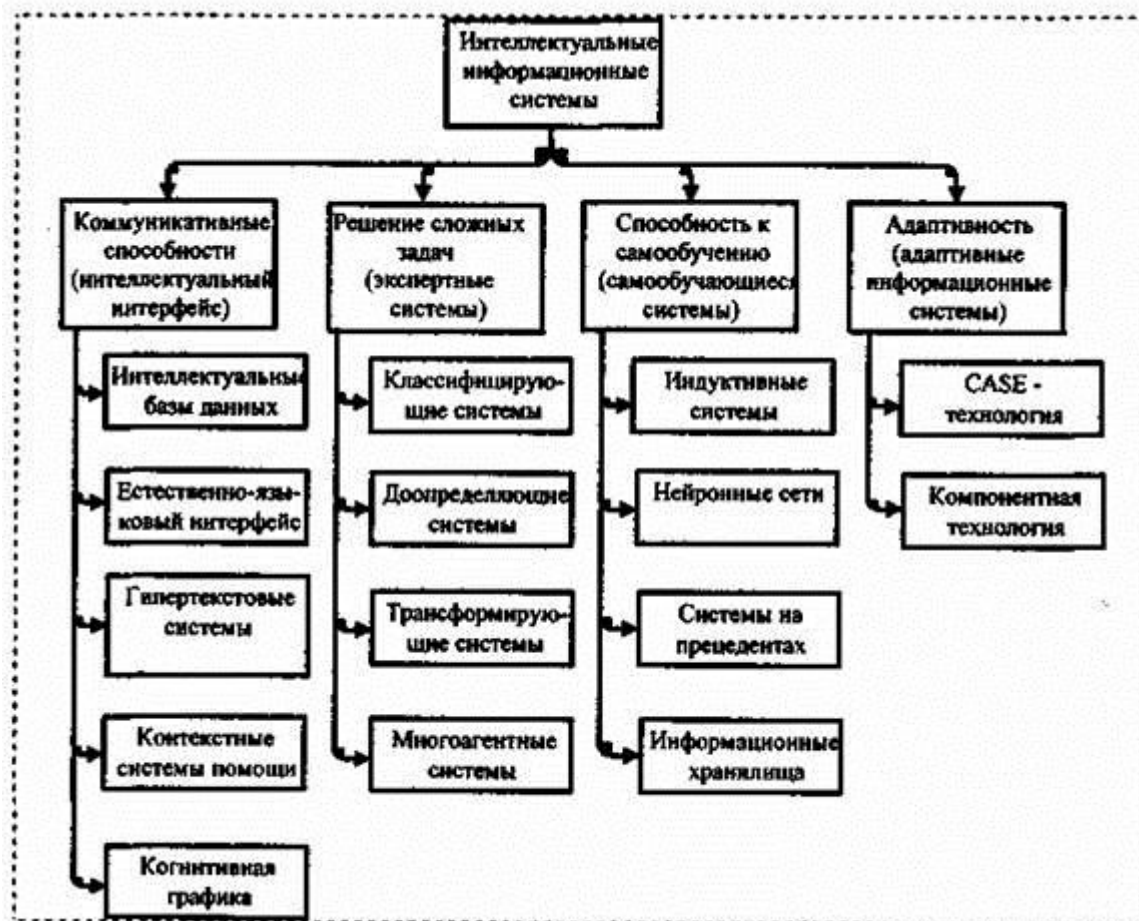 Интеллектуальные
информационные
системы
Коммуникативные
способности
(интеллектуальный
интерфейс)
Решение сложных
задач
(экспертные
системы)
Способность к
самообучению
(самообучающиеся
системы)
Адаптивность
(адаптивные
информационные
системы)
Интеллектуальные
базы данных
Естественно-язы-
ковый интерфейс
Гипертекстовые
системы
Контекстные
системы помощи
Когнитивная
графика
Классифицирую-
щие системы
Доопределяющие
системы
Трансформирую-
щие системы
Многоагентные
системы
Индуктивные
системы
Нейронные сети
Системы на
прецедентах
Информационные
хранилища
CASE -
технология
Компонентная
технология